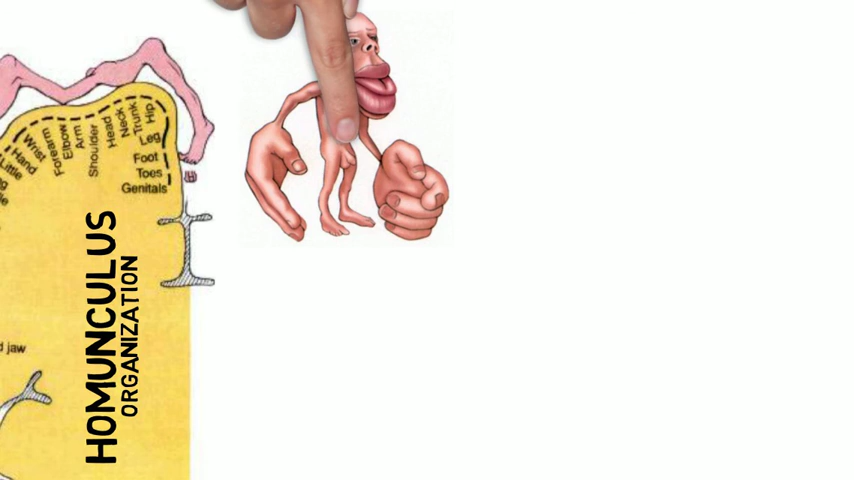 Little
Hand
Wrist
Forearm
Elbow
Arm
Shoulder
Head
Neck
Trunk
Hip
Leg
Foot
Toes
Genitals
HOMUNCULUS
ORGANIZATION
jaw